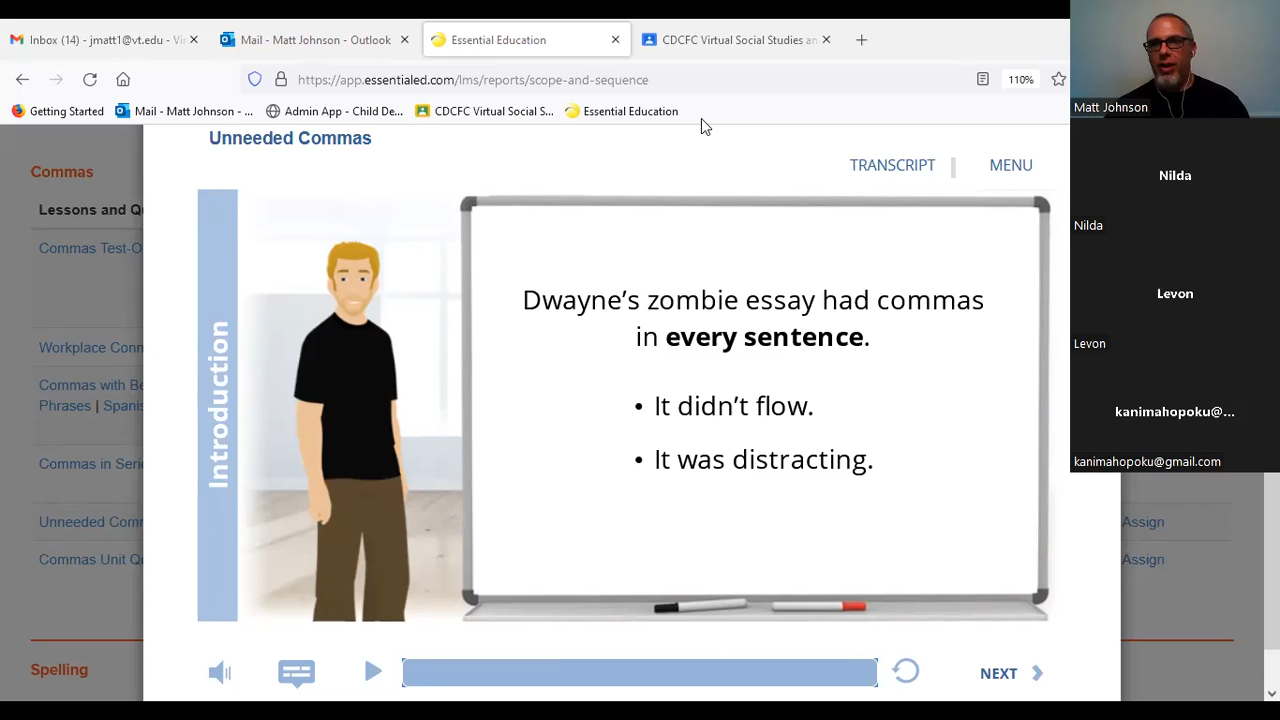 Inbox (14) - jmatt1@vt.edu - Vi
Mail - Matt Johnson - Outlook
Essential Education
CDCFC Virtual Social Studies an
https://app.essentialed.com/lms/reports/scope-and-sequence
110%
Getting Started
Mail - Matt Johnson - ...
Admin App - Child De...
CDCFC Virtual Social S...
Essential Education
Unneeded Commas
TRANSCRIPT
MENU
Commas
Lessons and Qu
Commas Test-O
Workplace Conn
Commas with Be
Phrases | Spanis
Commas in Serie
Unneeded Comm
Commas Unit Qu
Assign
Assign
Spelling
Introduction
Dwayne’s zombie essay had commas
in every sentence.
• It didn’t flow.
• It was distracting.
NEXT
Matt Johnson
Nilda
Nilda
Levon
Levon
kanimahopoku@...
kanimahopoku@gmail.com